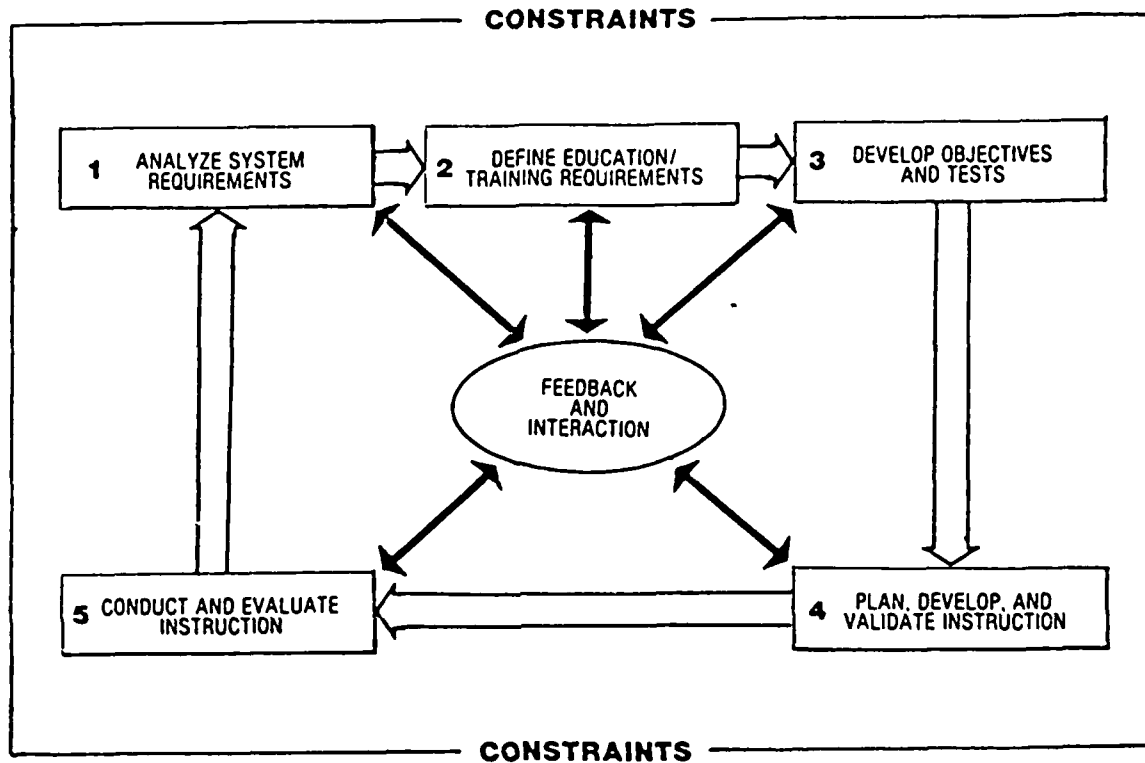 CONSTRAINTS
1 ANALYZE SYSTEM
REQUIREMENTS
2 DEFINE EDUCATION/
TRAINING REQUIREMENTS
3 DEVELOP OBJECTIVES
AND TESTS
FEEDBACK
AND
INTERACTION
5 CONDUCT AND EVALUATE
INSTRUCTION
4 PLAN, DEVELOP, AND
VALIDATE INSTRUCTION
CONSTRAINTS